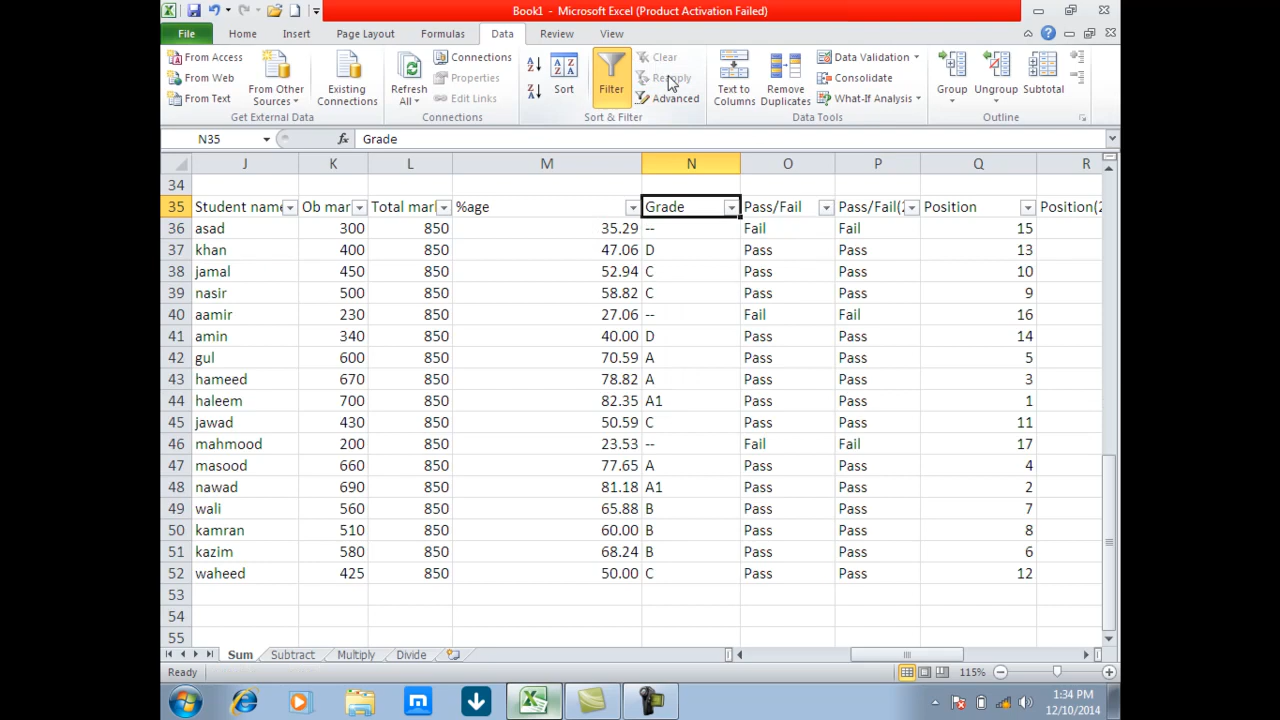 Book1 - Microsoft Excel (Product Activation Failed)
File Home Insert Page Layout Formulas Data Review View
From Access
From Web
From Text
From Other Sources
Existing Connections
Get External Data
Refresh All
Connections
Properties
Edit Links
Connections
Sort
Filter
Clear
Reapply
Advanced
Sort & Filter
Text to Columns
Remove Duplicates
Data Validation
Consolidate
What-If Analysis
Data Tools
Group
Ungroup
Subtotal
Outline
N35 fx Grade
J K L M N O P Q R
34
35 Student name Ob mar Total mar %age Grade Pass/Fail Pass/Fail(2 Position Position(2
36 asad 300 850 35.29 -- Fail Fail 15
37 khan 400 850 47.06 D Pass Pass 13
38 jamal 450 850 52.94 C Pass Pass 10
39 nasir 500 850 58.82 C Pass Pass 9
40 aamir 230 850 27.06 -- Fail Fail 16
41 amin 340 850 40.00 D Pass Pass 14
42 gul 600 850 70.59 A Pass Pass 5
43 hameed 670 850 78.82 A Pass Pass 3
44 haleem 700 850 82.35 A1 Pass Pass 1
45 jawad 430 850 50.59 C Pass Pass 11
46 mahmood 200 850 23.53 -- Fail Fail 17
47 masood 660 850 77.65 A Pass Pass 4
48 nawad 690 850 81.18 A1 Pass Pass 2
49 wali 560 850 65.88 B Pass Pass 7
50 kamran 510 850 60.00 B Pass Pass 8
51 kazim 580 850 68.24 B Pass Pass 6
52 waheed 425 850 50.00 C Pass Pass 12
53
54
55
Sum Subtract Multiply Divide
Ready 115%
1:34 PM
12/10/2014